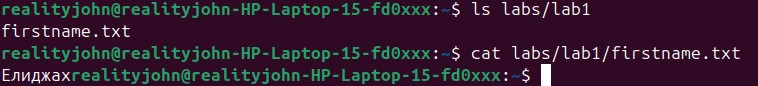 realityjohn@realityjohn-HP-Laptop-15-fd0xxx:~$ ls labs/lab1
firstname.txt
realityjohn@realityjohn-HP-Laptop-15-fd0xxx:~$ cat labs/lab1/firstname.txt
Елиджахrealityjohn@realityjohn-HP-Laptop-15-fd0xxx:~$